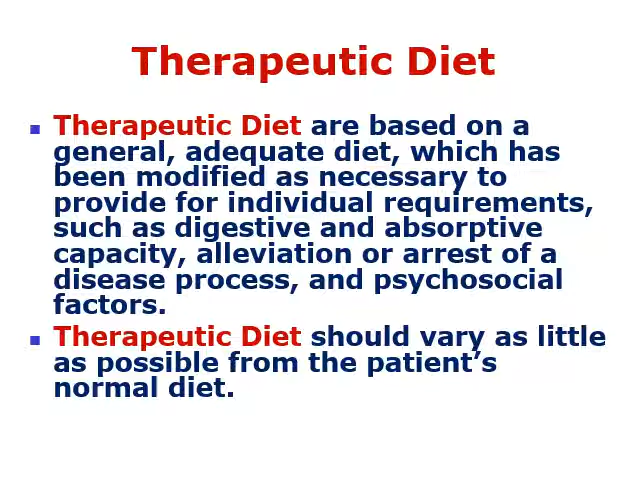 Therapeutic Diet
Therapeutic Diet are based on a
general, adequate diet, which has
been modified as necessary to
provide for individual requirements,
such as digestive and absorptive
capacity, alleviation or arrest of a
disease process, and psychosocial
factors.
Therapeutic Diet should vary as little
as possible from the patient’s
normal diet.